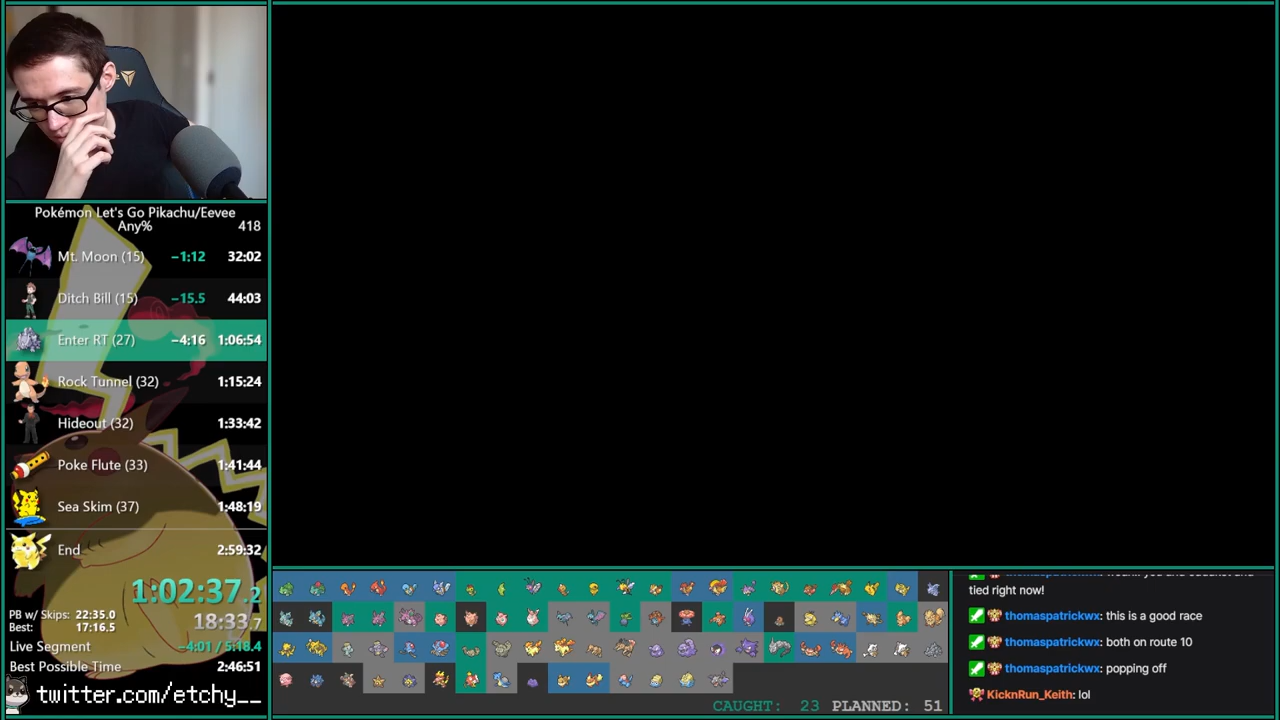 Pokémon Let's Go Pikachu/Eevee
Any% 418
Mt. Moon (15) −1:12 32:02
Ditch Bill (15) −15.5 44:03
Enter RT (27) −4:16 1:06:54
Rock Tunnel (32) 1:15:24
Hideout (32) 1:33:42
Poke Flute (33) 1:41:44
Sea Skim (37) 1:48:19
End 2:59:32
1:02:37.2
PB w/ Skips: 22:35.0
Best: 17:16.5
18:33.7
Live Segment −4:01 / 5:18.4
Best Possible Time 2:46:51
twitter.com/etchy__
CAUGHT: 23 PLANNED: 51
tied right now!
thomaspatrickwx: this is a good race
thomaspatrickwx: both on route 10
thomaspatrickwx: popping off
KicknRun_Keith: lol